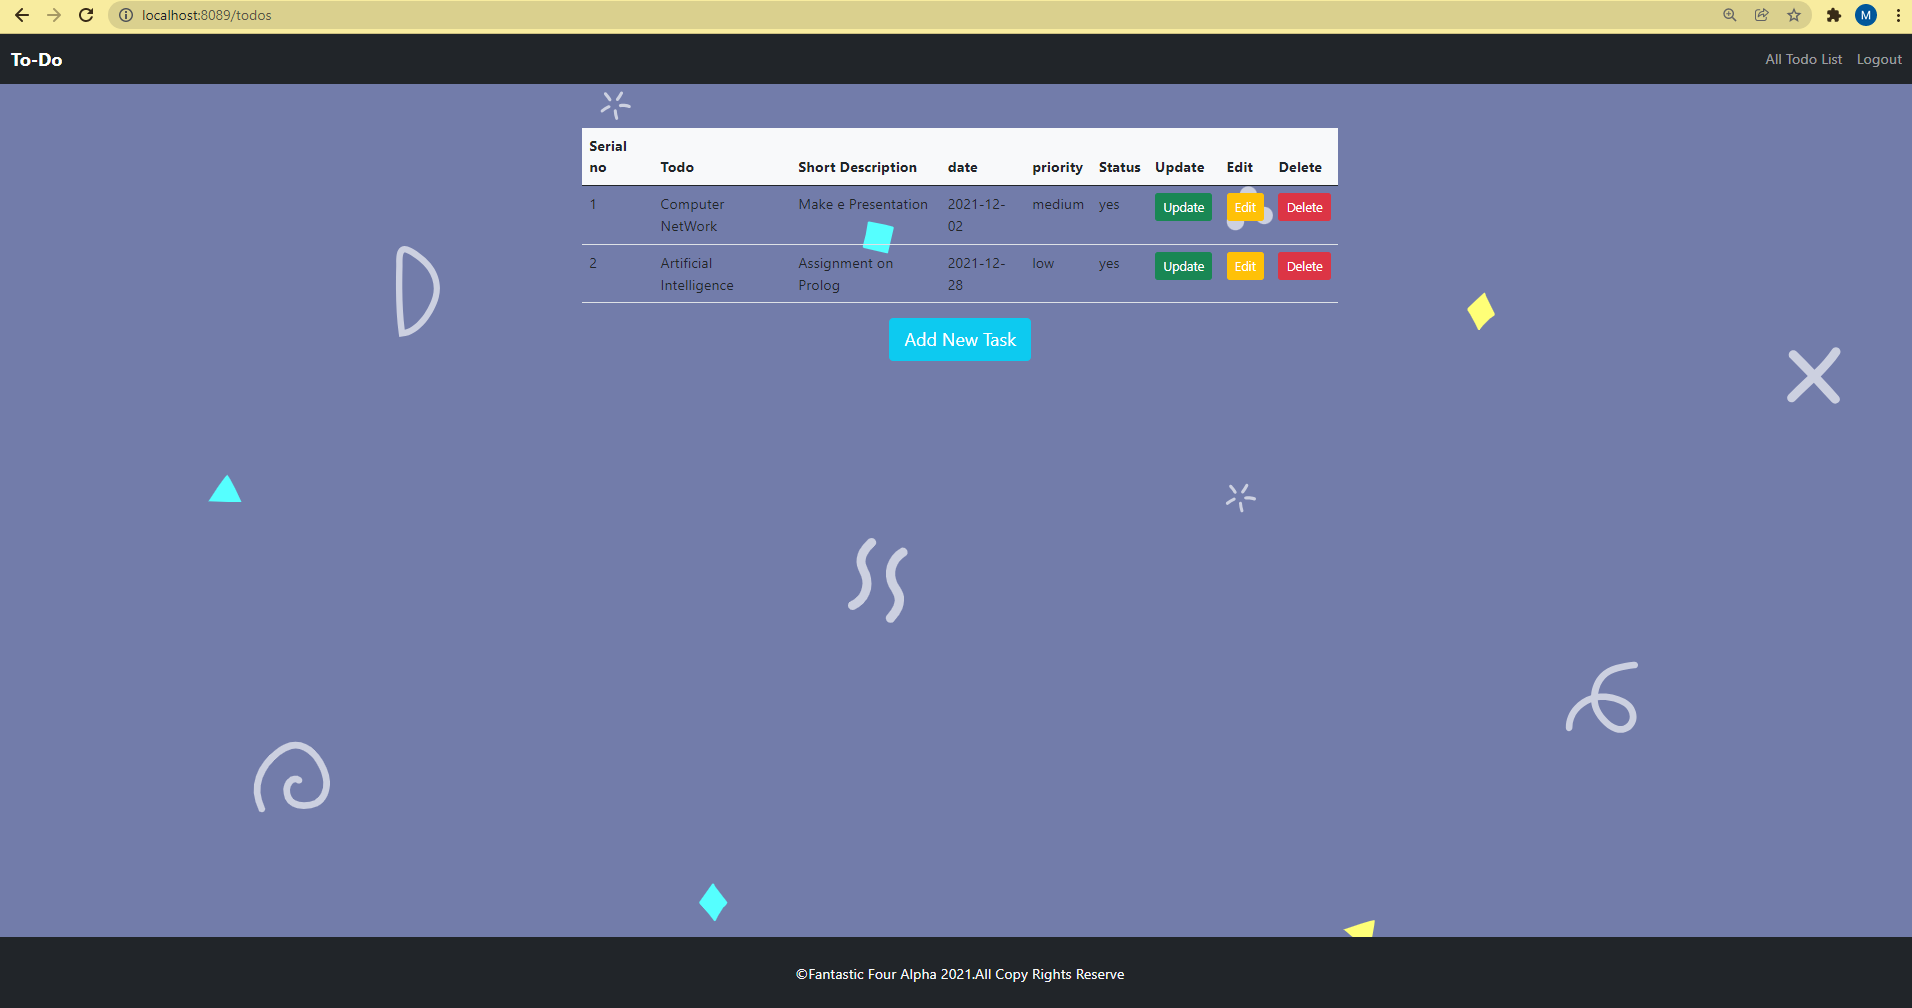 localhost:8089/todos
M
To-Do
All Todo List Logout
Serial
no Todo Short Description date priority Status Update Edit Delete
1 Computer Make e Presentation 2021-12- medium yes Update Edit Delete
NetWork 02
2 Artificial Assignment on 2021-12- low yes Update Edit Delete
Intelligence Prolog 28
Add New Task
©Fantastic Four Alpha 2021.All Copy Rights Reserve